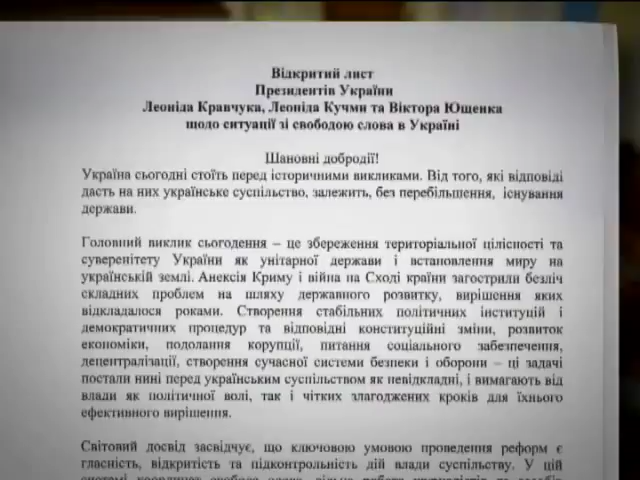 Відкритий лист
Президентів України
Леоніда Кравчука, Леоніда Кучми та Віктора Ющенка
щодо ситуації зі свободою слова в Україні
Шановні добродії!
Україна сьогодні стоїть перед історичними викликами. Від того, які відповіді
дасть на них українське суспільство, залежить, без перебільшення, існування
держави.
Головний виклик сьогодення – це збереження територіальної цілісності та
суверенітету України як унітарної держави і встановлення миру на
українській землі. Анексія Криму і війна на Сході країни загострили безліч
складних проблем на шляху державного розвитку, вирішення яких
відкладалося роками. Створення стабільних політичних інституцій і
демократичних процедур та відповідні конституційні зміни, розвиток
економіки, подолання корупції, питання соціального забезпечення,
децентралізації, створення сучасної системи безпеки і оборони – ці задачі
постали нині перед українським суспільством як невідкладні, і вимагають від
влади як політичної волі, так і чітких злагоджених кроків для їхнього
ефективного вирішення.
Світовий досвід засвідчує, що ключовою умовою проведення реформ є
гласність, відкритість та підконтрольність дій влади суспільству. У цій